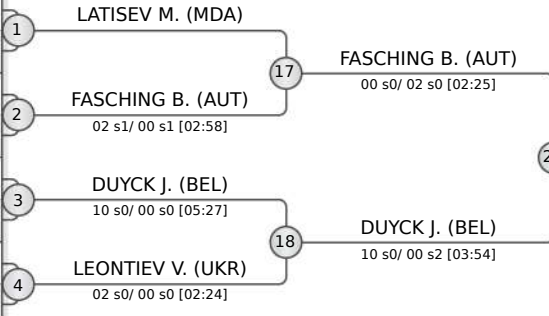 LATISEV M. (MDA)
1
17
FASCHING B. (AUT)
00 s0/ 02 s0 [02:25]
FASCHING B. (AUT)
2
02 s1/ 00 s1 [02:58]
DUYCK J. (BEL)
3
10 s0/ 00 s0 [05:27]
18
DUYCK J. (BEL)
10 s0/ 00 s2 [03:54]
LEONTIEV V. (UKR)
4
02 s0/ 00 s0 [02:24]